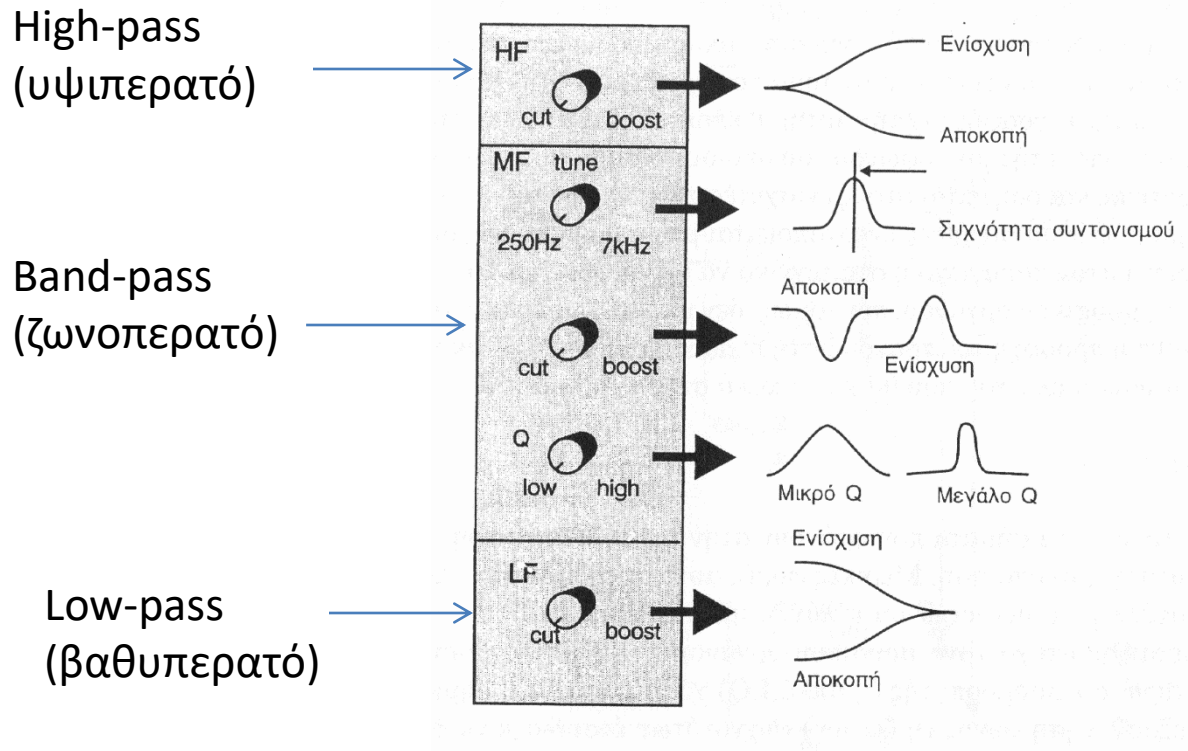 High-pass
(υψιπερατό)
HF
cut
boost
Ενίσχυση
Αποκοπή
MF tune
250Hz 7kHz
Συχνότητα συντονισμού
Band-pass
(ζωνοπερατό)
cut
boost
Αποκοπή
Ενίσχυση
Q
low high
Μικρό Q
Μεγάλο Q
Low-pass
(βαθυπερατό)
LF
cut
boost
Ενίσχυση
Αποκοπή